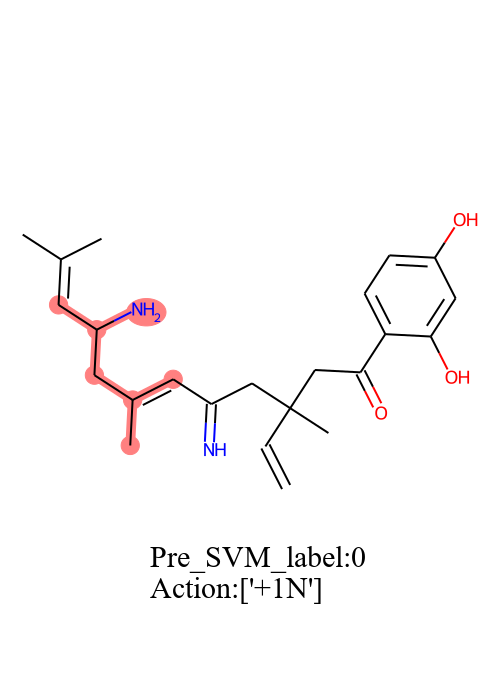 OH
NH2
OH
O
NH
Pre_SVM_label:0
Action:['+1N']